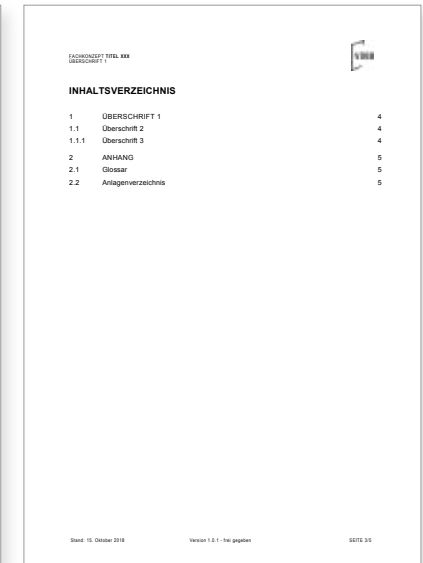 FACHKONZEPT TITEL XXX
ÜBERSCHRIFT 1
INHALTSVERZEICHNIS
1 ÜBERSCHRIFT 1 4
1.1 Überschrift 2 4
1.1.1 Überschrift 3 4
2 ANHANG 5
2.1 Glossar 5
2.2 Anlagenverzeichnis 5
Stand: 15. Oktober 2018 Version 1.0.1 - frei gegeben SEITE 3/5